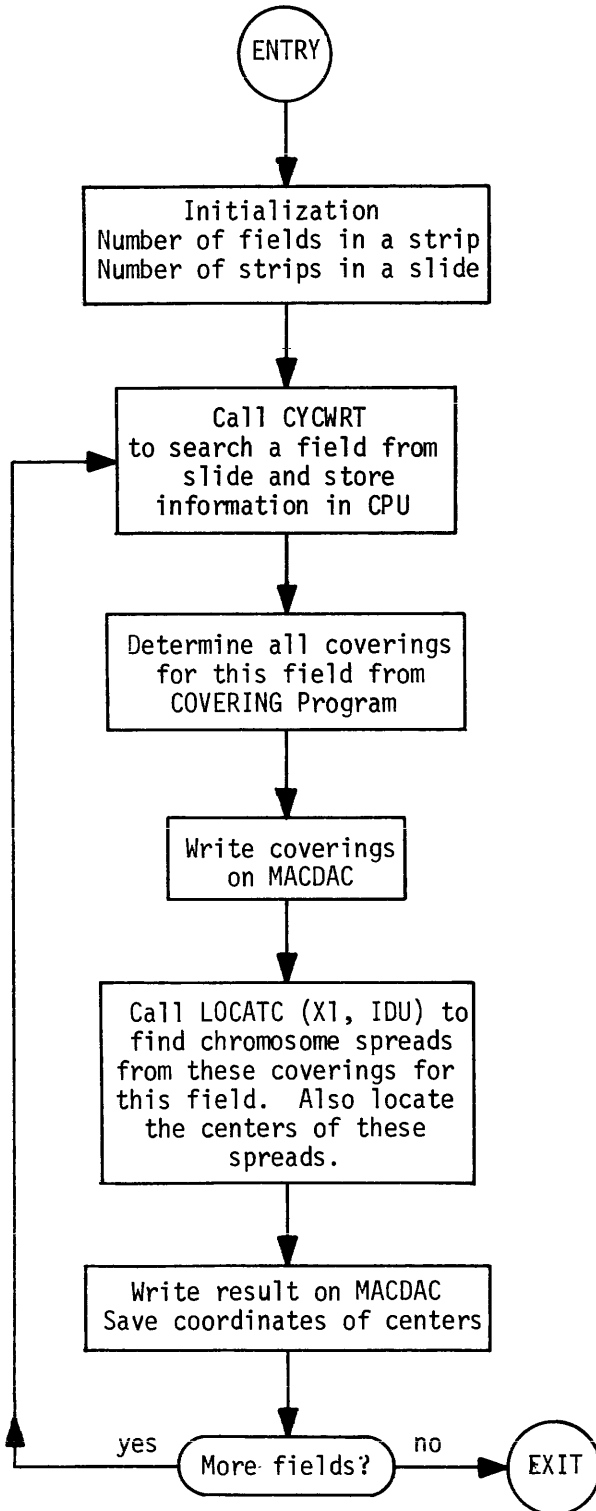 ENTRY
Initialization
Number of fields in a strip
Number of strips in a slide
Call CYCWRT
to search a field from
slide and store
information in CPU
Determine all coverings
for this field from
COVERING Program
Write coverings
on MACDAC
Call LOCATC (X1, IDU) to
find chromosome spreads
from these coverings for
this field. Also locate
the centers of these
spreads.
Write result on MACDAC
Save coordinates of centers
yes
More fields?
no
EXIT